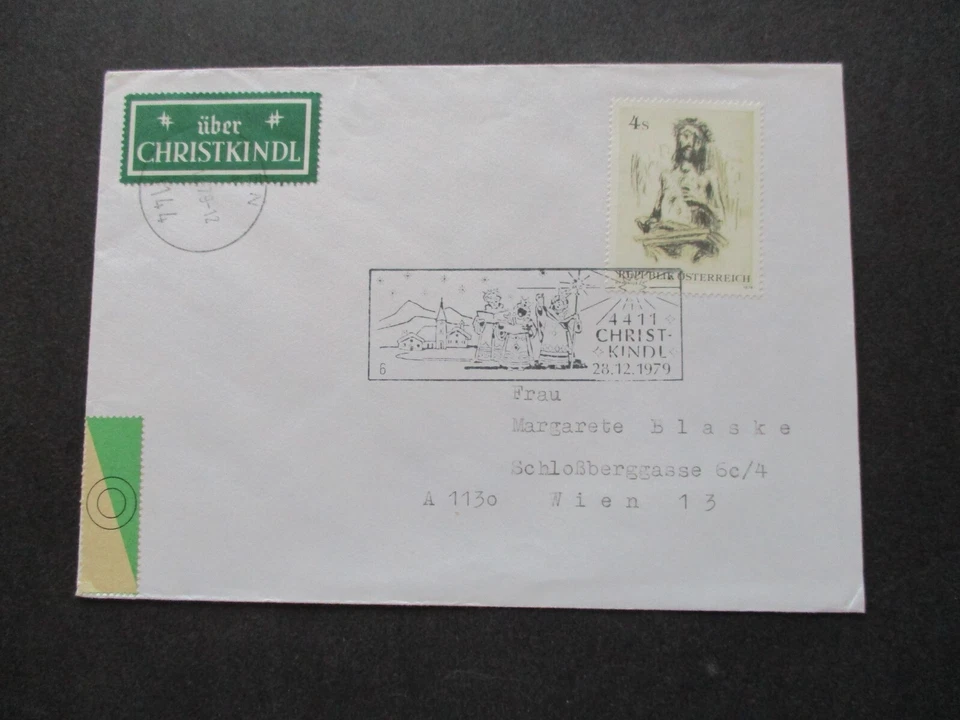 über
CHRISTKINDL
4s
REPUBLIK ÖSTERREICH
4411
CHRIST-
KINDL
28.12.1979
6
Frau
Margarete Blaske
Schloßberggasse 6c/4
A 1130 Wien 13